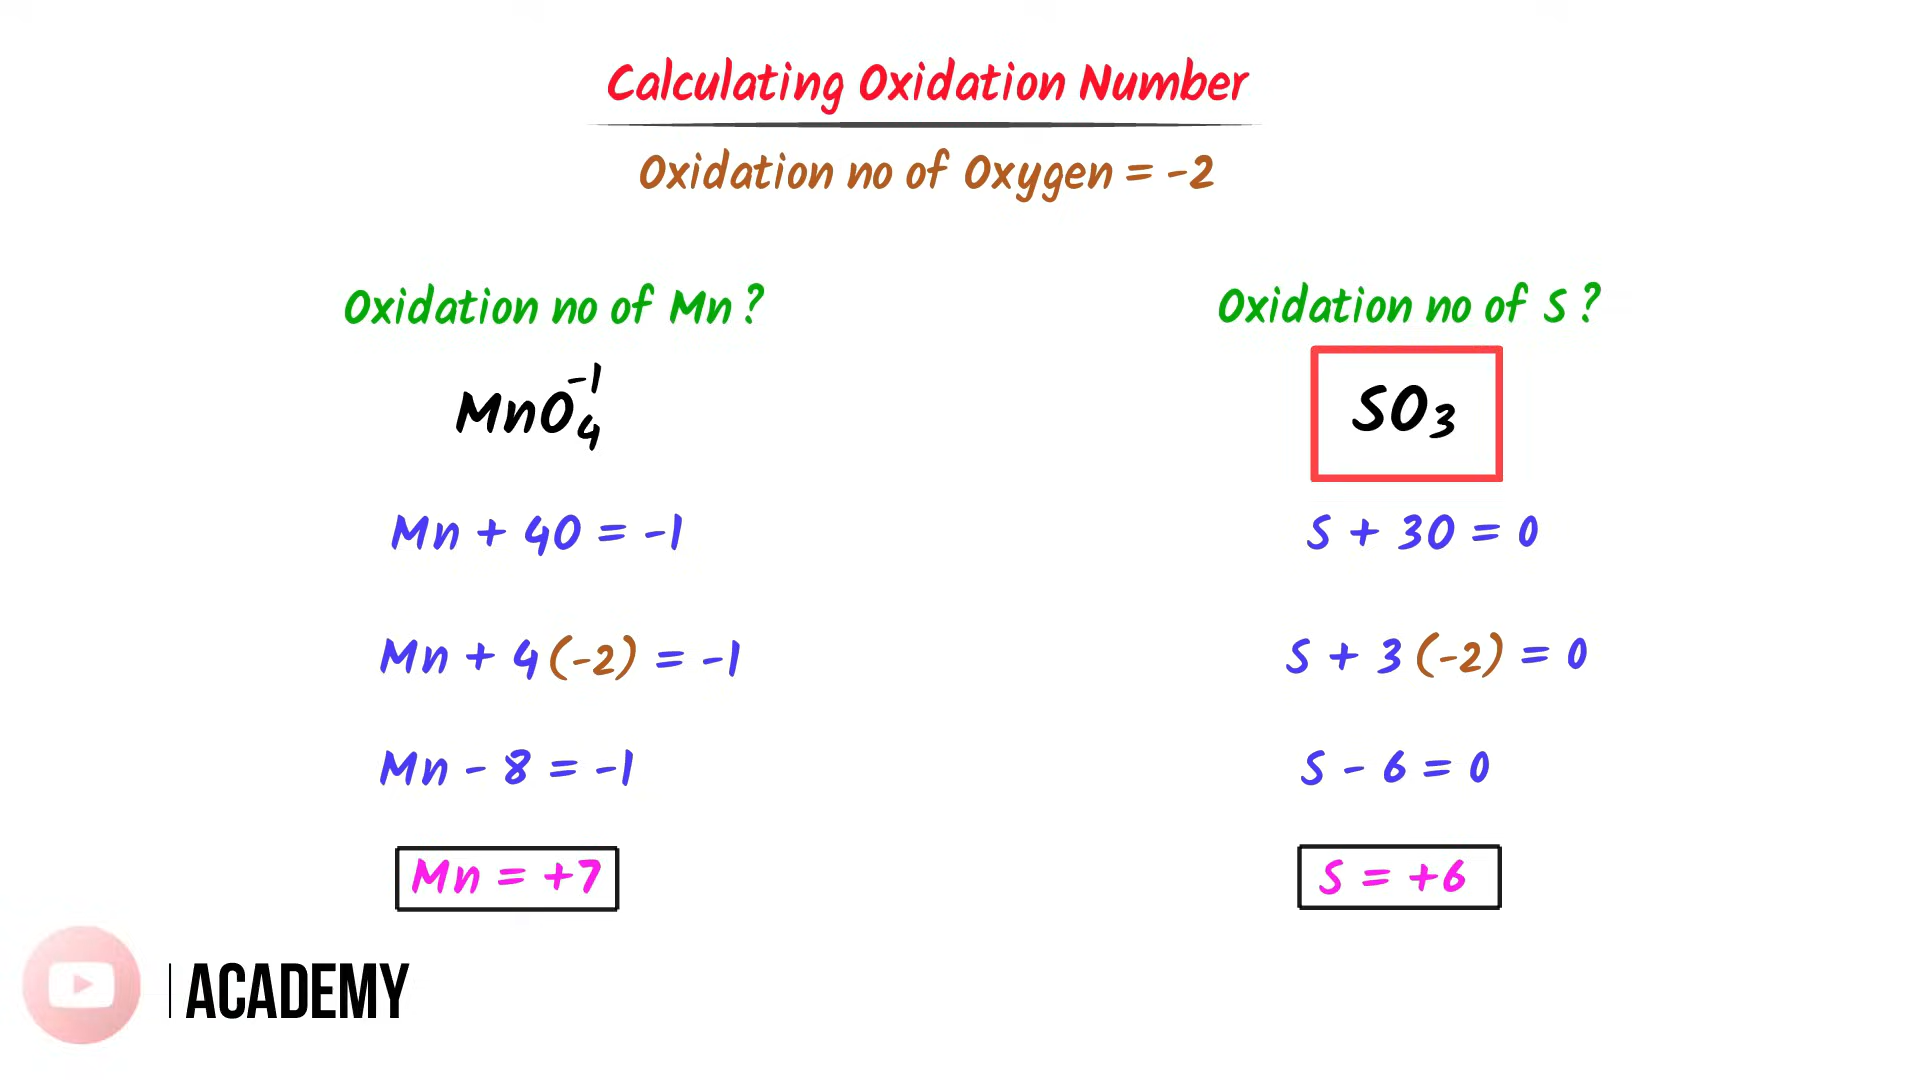 Calculating Oxidation Number
Oxidation no of Oxygen = -2
Oxidation no of Mn ?
MnO₄⁻¹
Mn + 4O = -1
Mn + 4(-2) = -1
Mn - 8 = -1
Mn = +7
Oxidation no of S ?
SO₃
S + 3O = 0
S + 3(-2) = 0
S - 6 = 0
S = +6
ACADEMY